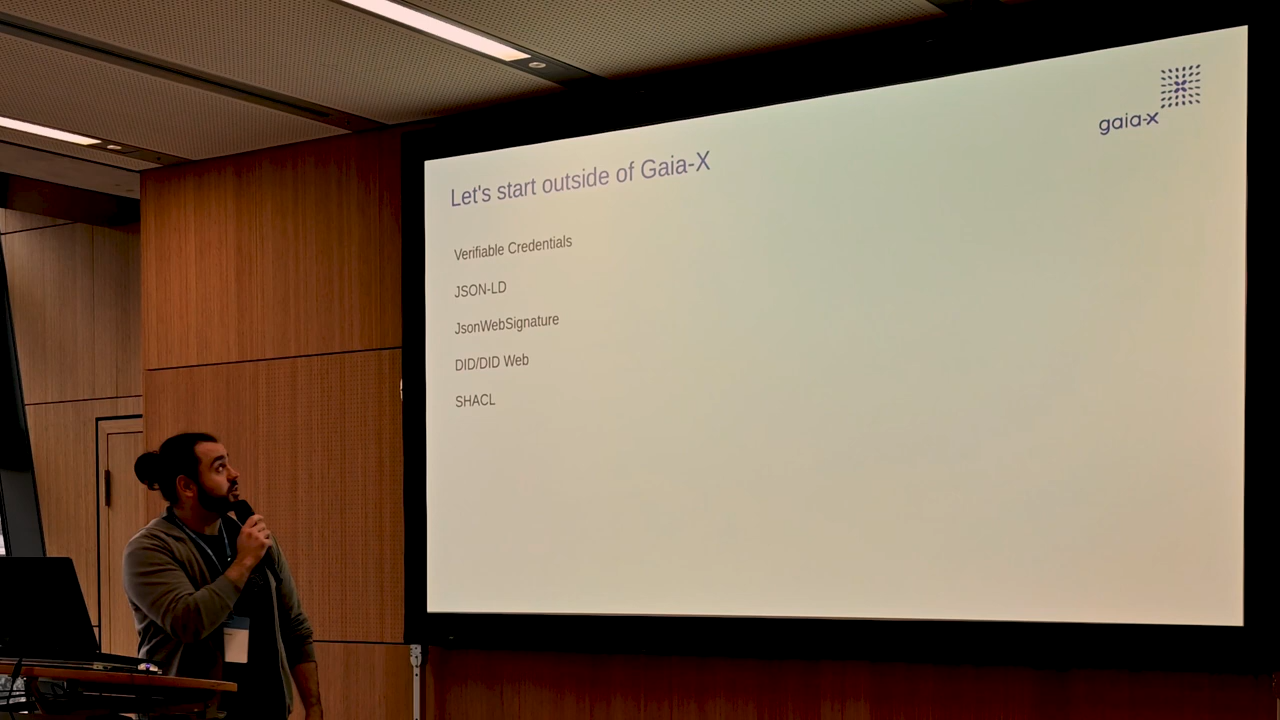 gaia-x
Let's start outside of Gaia-X
Verifiable Credentials
JSON-LD
JsonWebSignature
DID/DID Web
SHACL